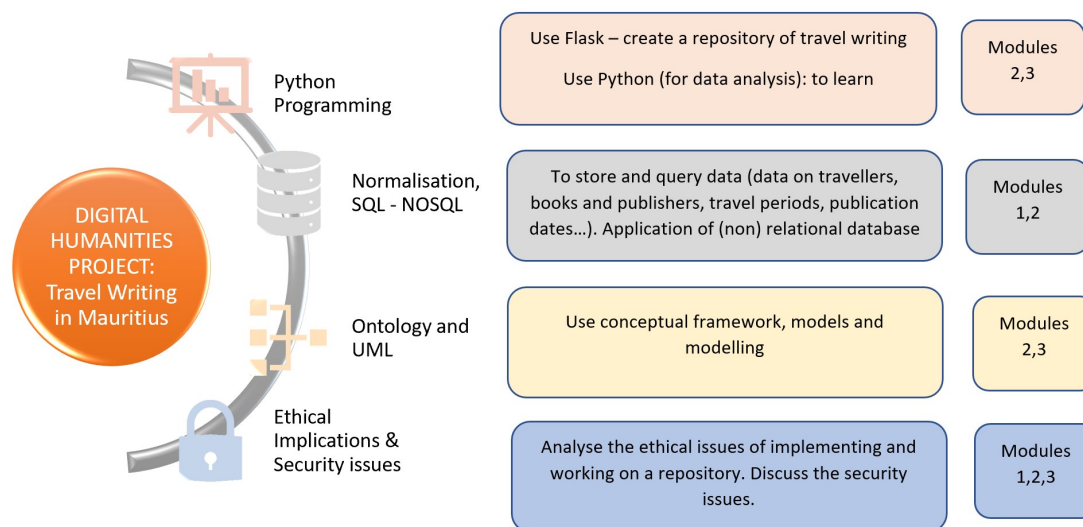 DIGITAL
HUMANITIES
PROJECT:
Travel Writing
in Mauritius
Python
Programming
Use Flask – create a repository of travel writing
Use Python (for data analysis): to learn
Modules
2,3
Normalisation,
SQL - NOSQL
To store and query data (data on travellers,
books and publishers, travel periods, publication
dates…). Application of (non) relational database
Modules
1,2
Ontology and
UML
Use conceptual framework, models and
modelling
Modules
2,3
Ethical
Implications &
Security issues
Analyse the ethical issues of implementing and
working on a repository. Discuss the security
issues.
Modules
1,2,3